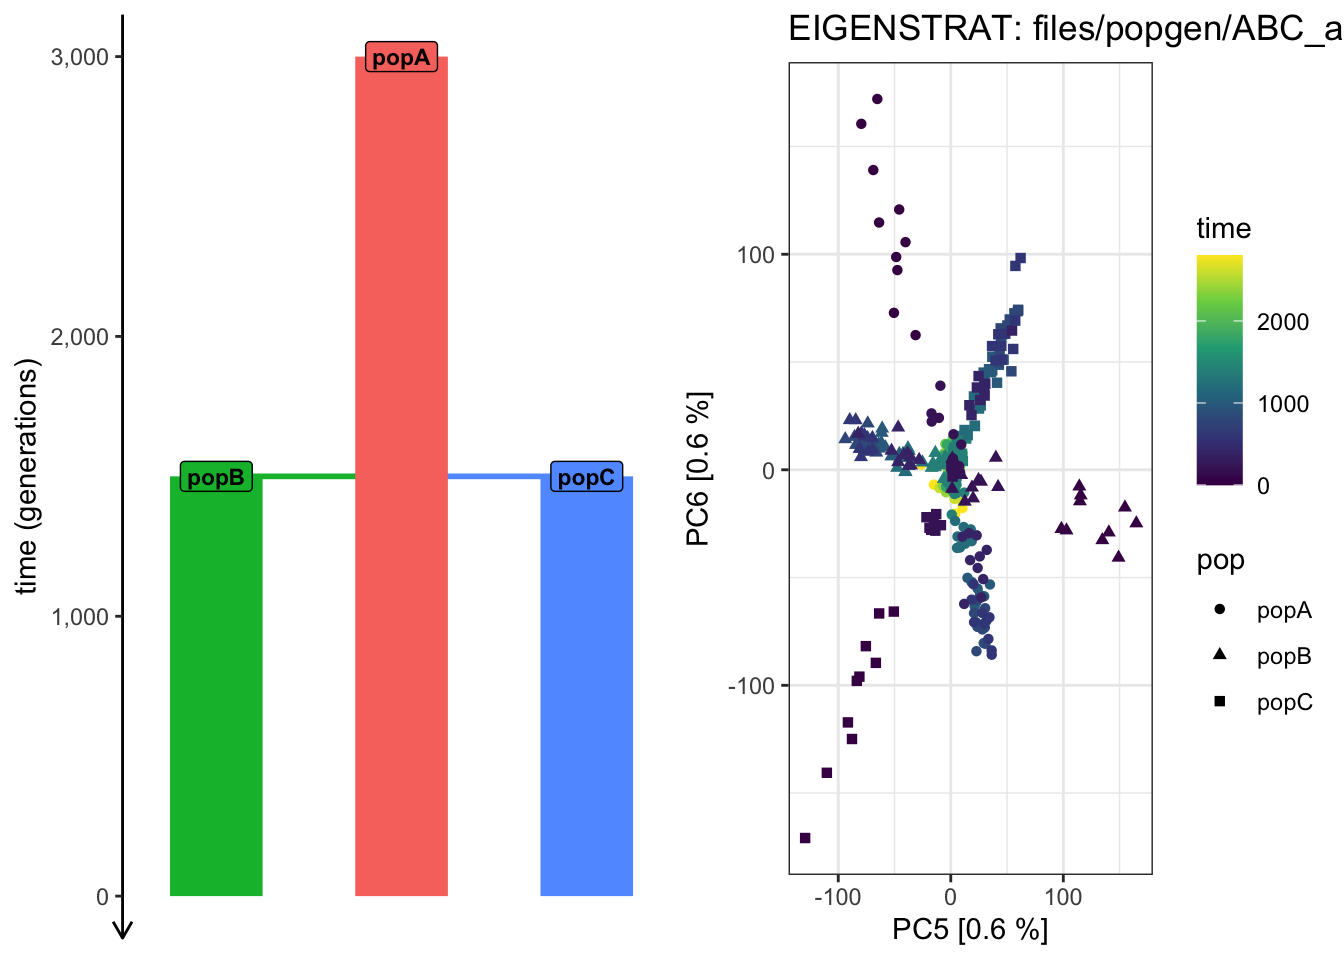 3,000
2,000
1,000
0
time (generations)
popA
popB
popC
EIGENSTRAT: files/popgen/ABC_a
100
0
-100
PC6 [0.6 %]
-100
0
100
PC5 [0.6 %]
time
2000
1000
0
pop
popA
popB
popC